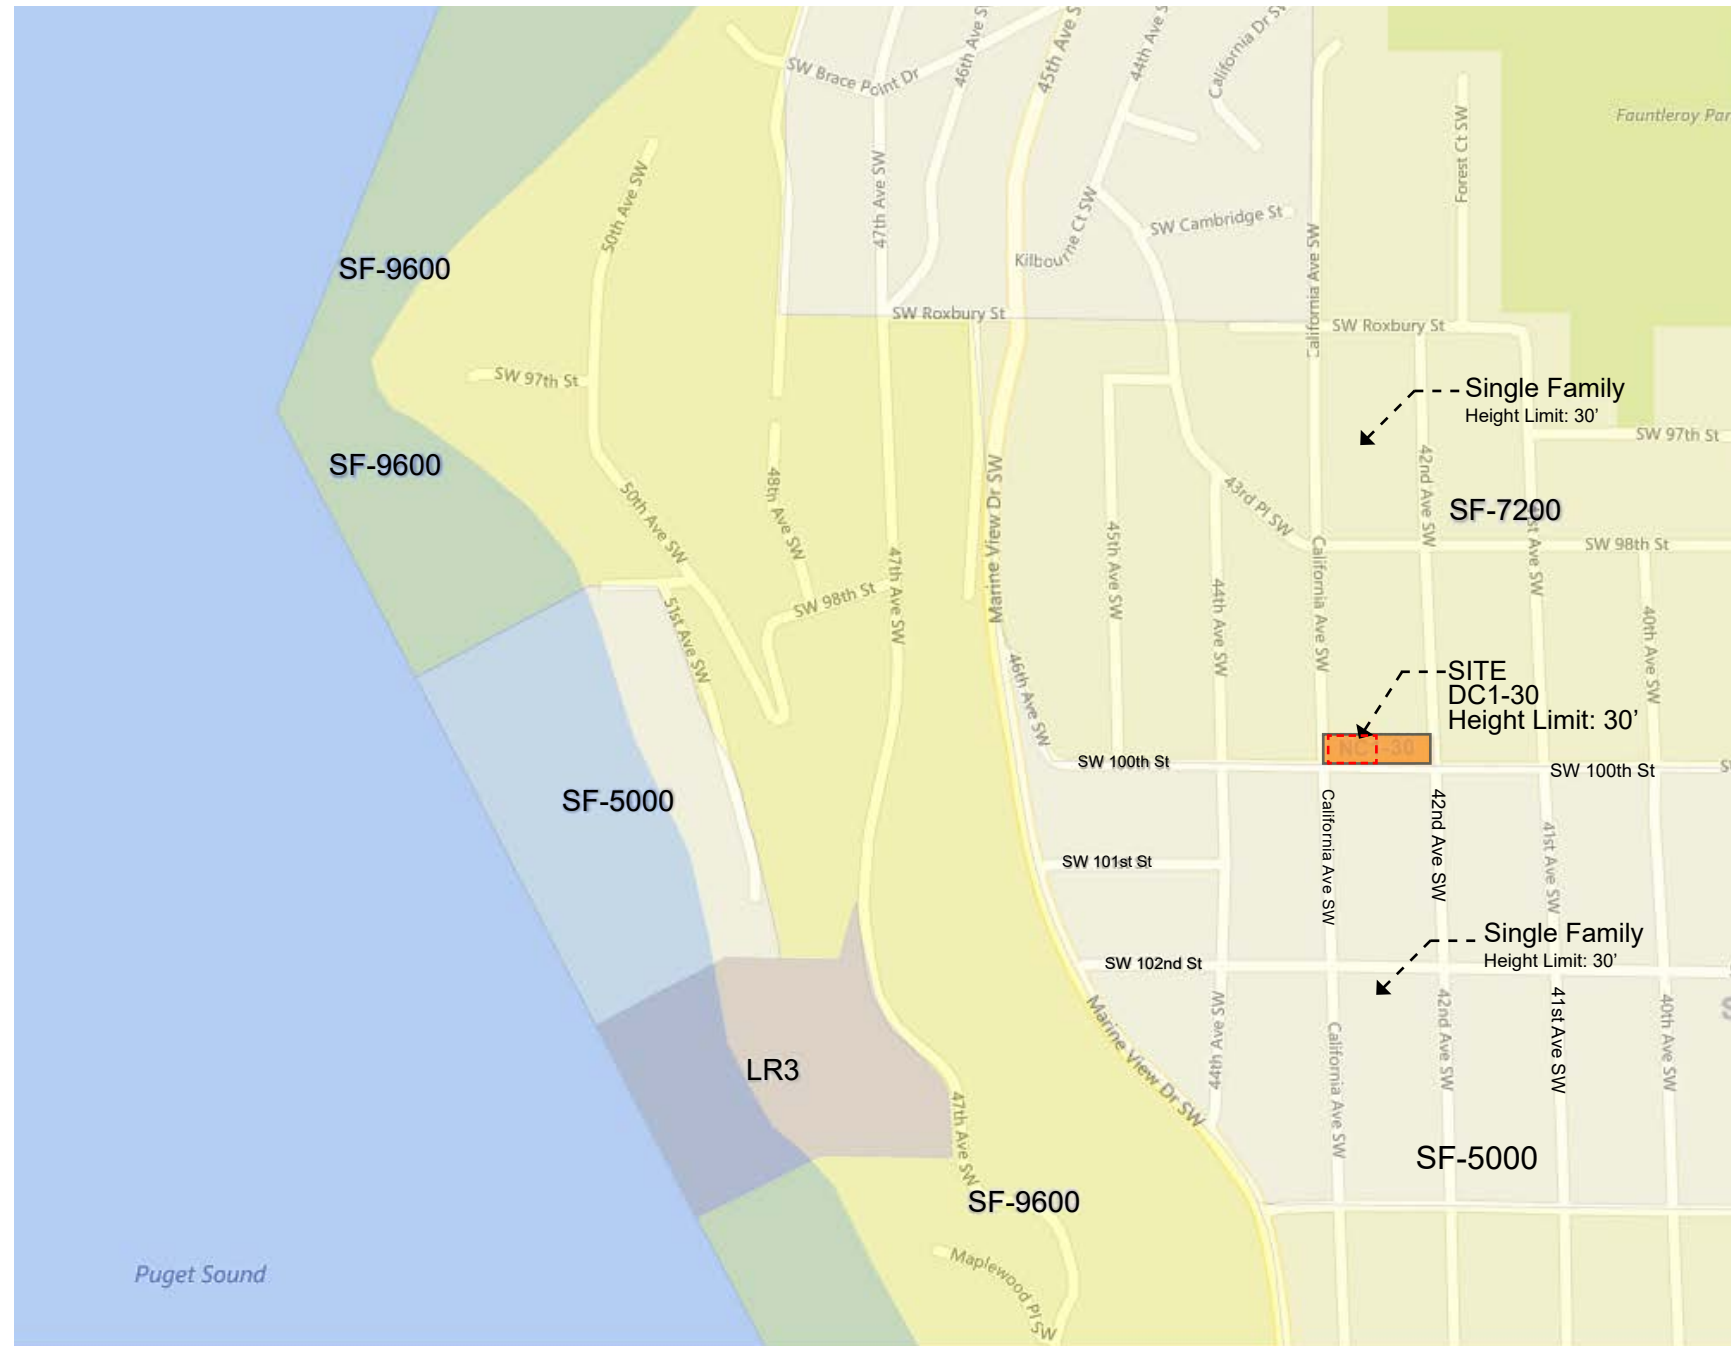 46th Ave S
45th Ave S
44th Ave S
California Dr SW
SW Brace Point Dr
Fauntleroy Par
Forest Ct SW
50th Ave SW
47th Ave SW
Kilbourne Ct SW
SW Cambridge St
California Ave SW
SF-9600
SW Roxbury St
SW Roxbury St
SW 97th St
Single Family
Height Limit: 30’
SW 97th St
SF-9600
50th Ave SW
48th Ave SW
Marine View Dr SW
43rd Pl SW
42nd Ave SW
SF-7200
st Ave SW
SW 98th St
45th Ave SW
California Ave SW
47th Ave SW
SW 98th St
51st Ave SW
44th Ave SW
40th Ave SW
46th Ave SW
SITE
DC1-30
Height Limit: 30’
NC1-30
SW 100th St
SW 100th St
SF-5000
California Ave SW
42nd Ave SW
41st Ave SW
SW 101st St
Single Family
Height Limit: 30’
SW 102nd St
Marine View Dr SW
44th Ave SW
California Ave SW
42nd Ave SW
41st Ave SW
40th Ave SW
LR3
47th Ave SW
SF-5000
SF-9600
Puget Sound
Maplewood Pl SW